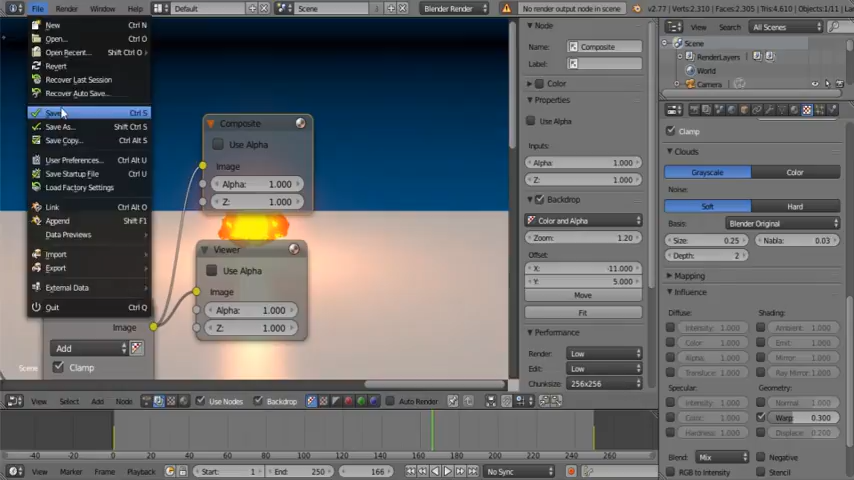 File Render Window Help Default Scene Blender Render No render output node in scene v2.77 | Verts:2,310 | Faces:2,305 | Tris:4,610 | Objects:1/11
New Ctrl N
Open... Ctrl O
Open Recent... Shift Ctrl O
Revert
Recover Last Session
Recover Auto Save...
Save Ctrl S
Save As... Shift Ctrl S
Save Copy... Ctrl Alt S
User Preferences... Ctrl Alt U
Save Startup File Ctrl U
Load Factory Settings
Link Ctrl Alt O
Append Shift F1
Data Previews
Import
Export
External Data
Quit Ctrl Q
Composite
Use Alpha
Image
Alpha: 1.000
Z: 1.000
Viewer
Use Alpha
Image
Alpha: 1.000
Z: 1.000
Image
Add
Clamp
Scene
Node
Name: Composite
Label:
Color
Properties
Use Alpha
Inputs:
Alpha: 1.000
Z: 1.000
Backdrop
Color and Alpha
Zoom: 1.20
Offset:
X: -11.000
Y: 5.000
Move
Fit
Performance
Render: Low
Edit: Low
Chunksize: 256x256
View Search All Scenes
Scene
RenderLayers
World
Camera
Clamp
Clouds
Grayscale Color
Noise:
Soft Hard
Basis: Blender Original
Size: 0.25 Nabla: 0.03
Depth: 2
Mapping
Influence
Diffuse: Shading:
Intensity: 1.000 Ambient: 1.000
Color: 1.000 Emit: 1.000
Alpha: 1.000 Mirror: 1.000
Translucer: 1.000 Ray Mirror: 1.000
Specular: Geometry:
Intensity: 1.000 Normal: 1.000
Color: 1.000 Warp: 0.300
Hardness: 1.000 Displace: 0.200
Blend: Mix Negative
RGB to Intensity Stencil
View Select Add Node Use Nodes Backdrop Auto Render
-40 -20 0 20 40 60 80 100 120 140 160 180 200 220 240 260
View Marker Frame Playback Start: 1 End: 250 166 No Sync